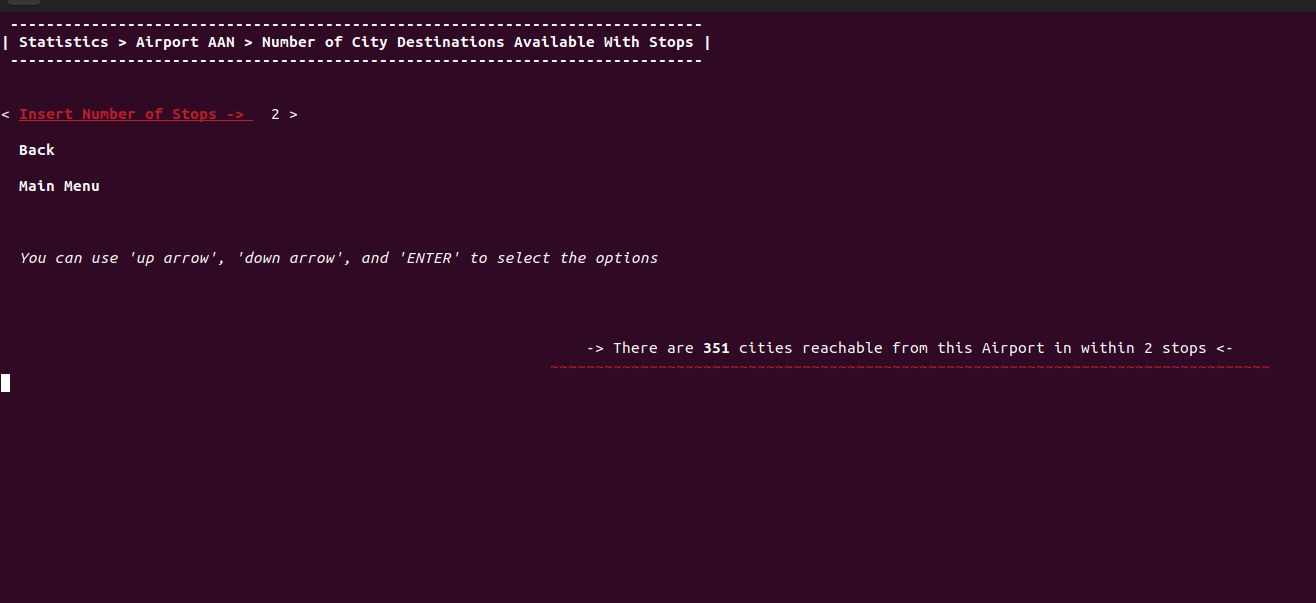 -----------------------------------------------------------------------------
| Statistics > Airport AAN > Number of City Destinations Available With Stops |
-----------------------------------------------------------------------------
< Insert Number of Stops ->   2 >
Back
Main Menu
You can use 'up arrow', 'down arrow', and 'ENTER' to select the options
-> There are 351 cities reachable from this Airport in within 2 stops <-
~~~~~~~~~~~~~~~~~~~~~~~~~~~~~~~~~~~~~~~~~~~~~~~~~~~~~~~~~~~~~~~~~~~~~~~~~~~~~~~~